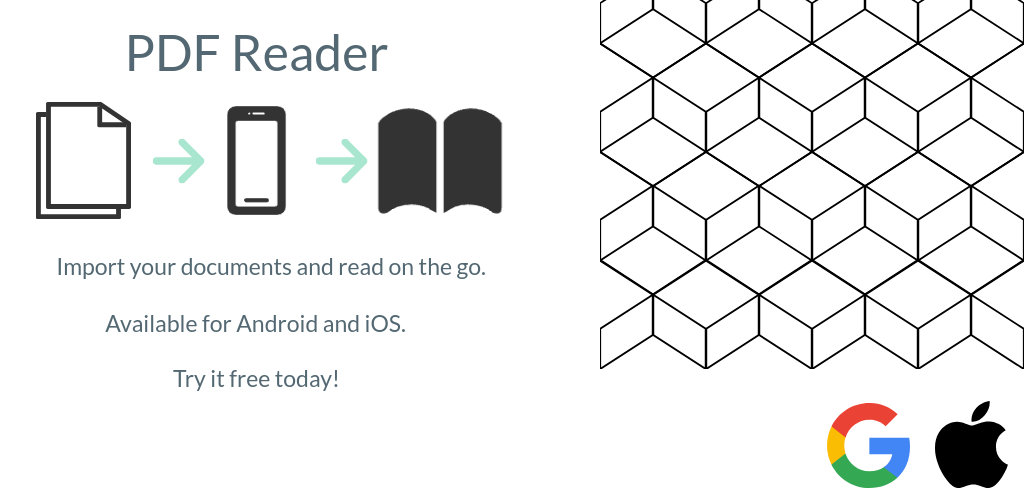 PDF Reader
Import your documents and read on the go.
Available for Android and iOS.
Try it free today!